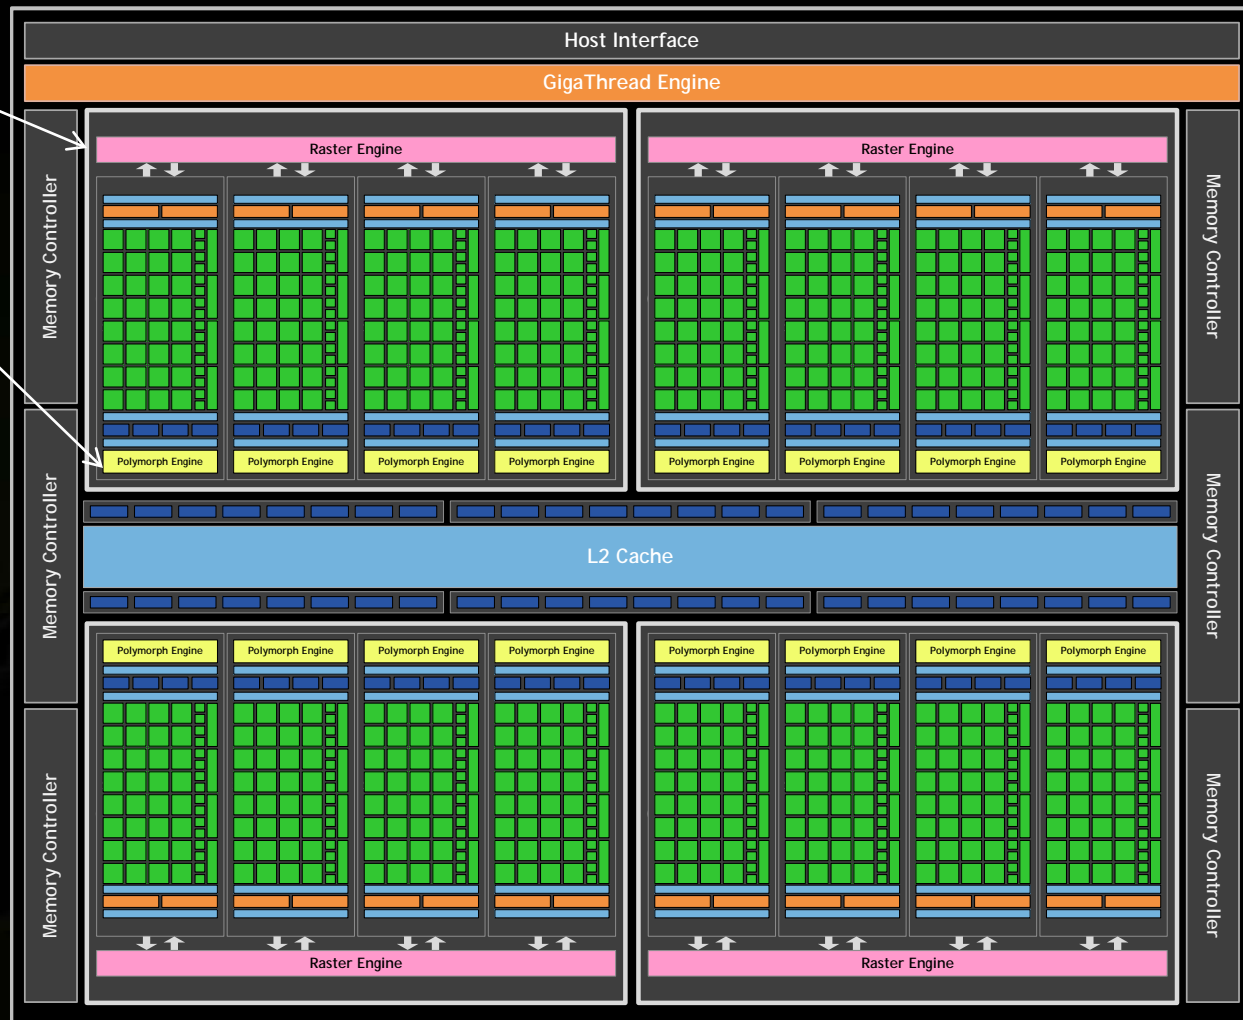 Host Interface
GigaThread Engine
Memory Controller
Raster Engine
Raster Engine
Memory Controller
Polymorph Engine
Polymorph Engine
Polymorph Engine
Polymorph Engine
Polymorph Engine
Polymorph Engine
Polymorph Engine
Polymorph Engine
Memory Controller
L2 Cache
Memory Controller
Polymorph Engine
Polymorph Engine
Polymorph Engine
Polymorph Engine
Polymorph Engine
Polymorph Engine
Polymorph Engine
Polymorph Engine
Memory Controller
Memory Controller
Raster Engine
Raster Engine